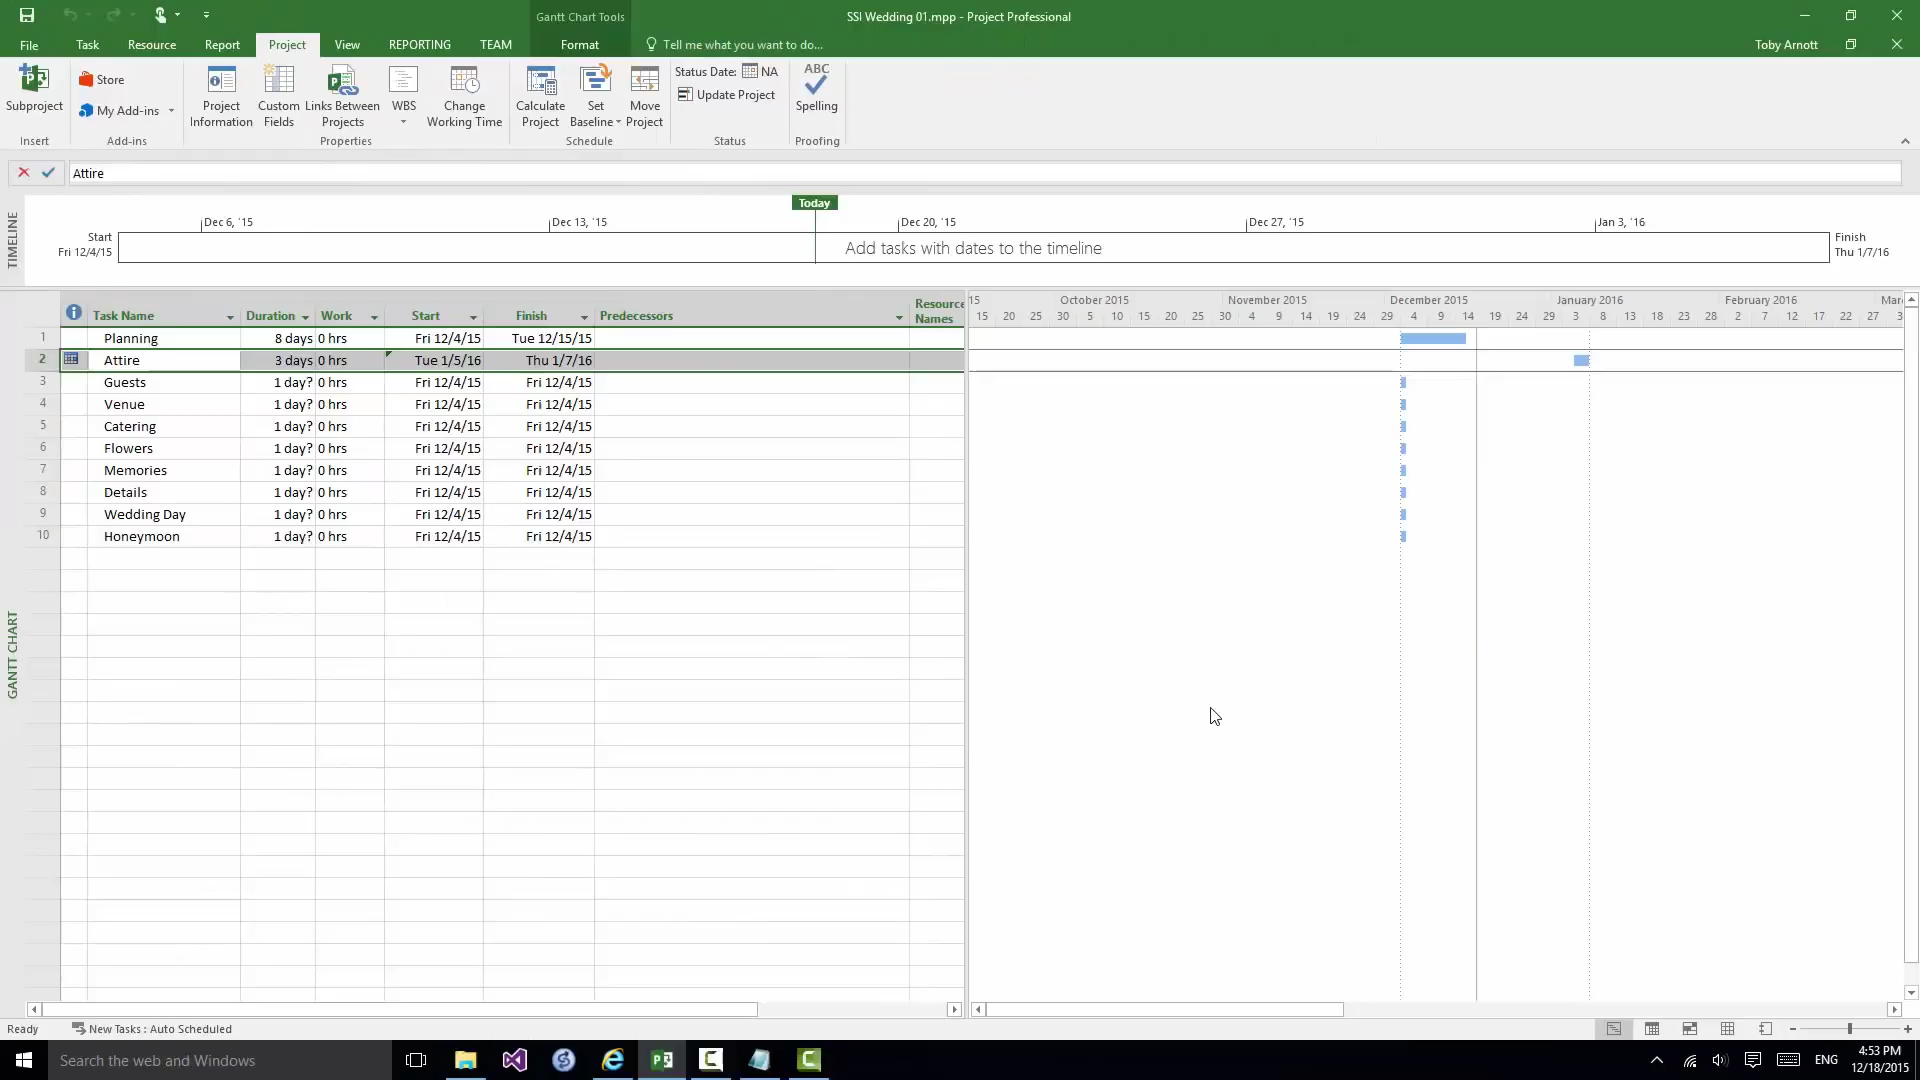 Gantt Chart Tools
SSI Wedding 01.mpp - Project Professional
File Task Resource Report Project View REPORTING TEAM Format Tell me what you want to do... Toby Arnott
Subproject
Insert
Store
My Add-ins
Add-ins
Project Information
Custom Fields
Links Between Projects
WBS
Change Working Time
Properties
Calculate Project
Set Baseline
Move Project
Schedule
Status Date: NA
Update Project
Status
ABC
Spelling
Proofing
Attire
TIMELINE
Today
Dec 6, '15 Dec 13, '15 Dec 20, '15 Dec 27, '15 Jan 3, '16
Start
Fri 12/4/15
Add tasks with dates to the timeline
Finish
Thu 1/7/16
GANTT CHART
Task Name Duration Work Start Finish Predecessors Resource Names
1 Planning 8 days 0 hrs Fri 12/4/15 Tue 12/15/15
2 Attire 3 days 0 hrs Tue 1/5/16 Thu 1/7/16
3 Guests 1 day? 0 hrs Fri 12/4/15 Fri 12/4/15
4 Venue 1 day? 0 hrs Fri 12/4/15 Fri 12/4/15
5 Catering 1 day? 0 hrs Fri 12/4/15 Fri 12/4/15
6 Flowers 1 day? 0 hrs Fri 12/4/15 Fri 12/4/15
7 Memories 1 day? 0 hrs Fri 12/4/15 Fri 12/4/15
8 Details 1 day? 0 hrs Fri 12/4/15 Fri 12/4/15
9 Wedding Day 1 day? 0 hrs Fri 12/4/15 Fri 12/4/15
10 Honeymoon 1 day? 0 hrs Fri 12/4/15 Fri 12/4/15
15 October 2015 November 2015 December 2015 January 2016 February 2016 Mar
15 20 25 30 5 10 15 20 25 30 4 9 14 19 24 29 4 9 14 19 24 29 3 8 13 18 23 28 2 7 12 17 22 27 3
Ready New Tasks : Auto Scheduled
Search the web and Windows
ENG
4:53 PM
12/18/2015